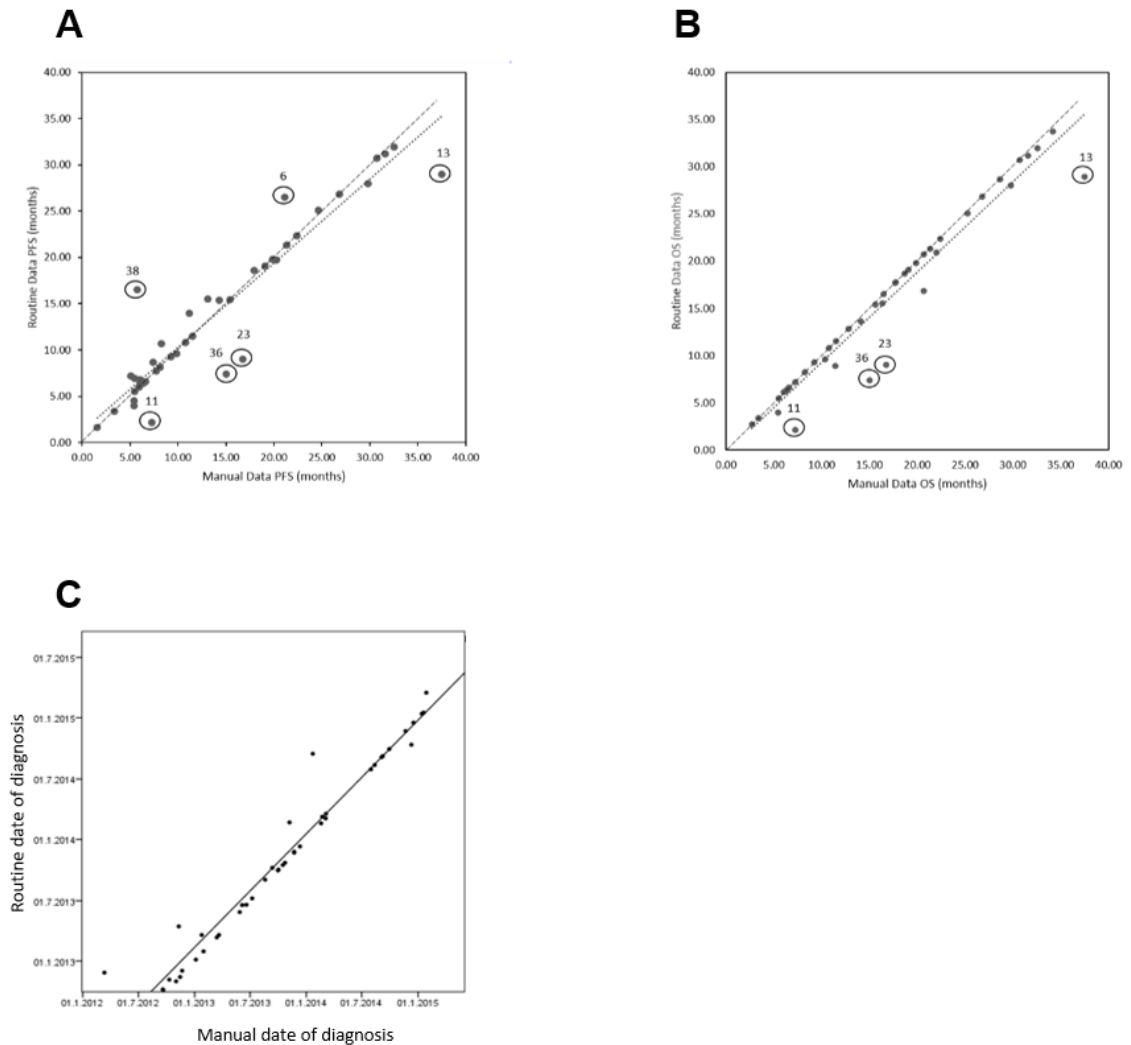 A
40.00
35.00
30.00
25.00
20.00
15.00
10.00
5.00
0.00
Routine Data PFS (months)
13
6
38
23
36
11
0.00 5.00 10.00 15.00 20.00 25.00 30.00 35.00 40.00
Manual Data PFS (months)
B
40.00
35.00
30.00
25.00
20.00
15.00
10.00
5.00
0.00
Routine Data OS (months)
13
23
36
11
0.00 5.00 10.00 15.00 20.00 25.00 30.00 35.00 40.00
Manual Data OS (months)
C
01.7.2015
01.1.2015
01.7.2014
01.1.2014
01.7.2013
01.1.2013
Routine date of diagnosis
01.1.2012 01.7.2012 01.1.2013 01.7.2013 01.1.2014 01.7.2014 01.1.2015
Manual date of diagnosis